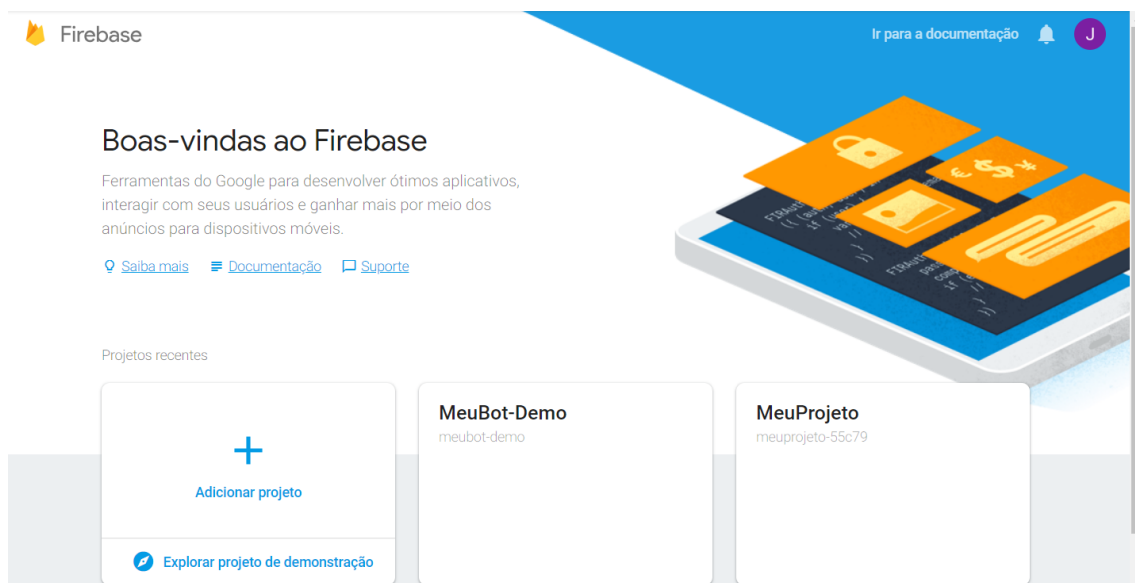 Firebase
Ir para a documentação
J
Boas-vindas ao Firebase
Ferramentas do Google para desenvolver ótimos aplicativos,
interagir com seus usuários e ganhar mais por meio dos
anúncios para dispositivos móveis.
Saiba mais
Documentação
Suporte
Projetos recentes
Adicionar projeto
Explorar projeto de demonstração
MeuBot-Demo
meubot-demo
MeuProjeto
meuprojeto-55c79